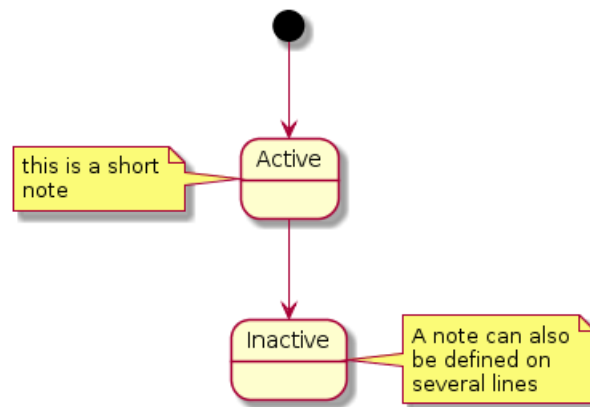 Active
this is a short
note
Inactive
A note can also
be defined on
several lines